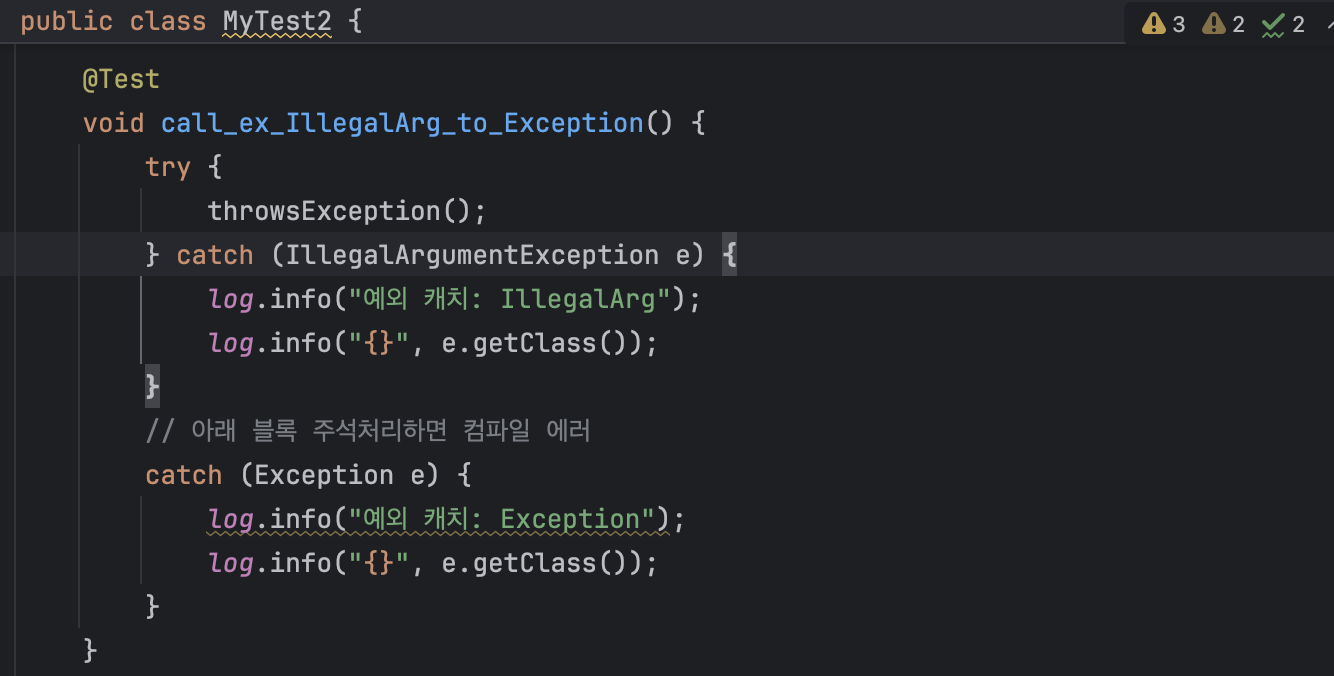 public class MyTest2 {
3 2 2
@Test
void call_ex_IllegalArg_to_Exception() {
try {
throwsException();
} catch (IllegalArgumentException e) {
log.info("예외 캐치: IllegalArg");
log.info("{}", e.getClass());
}
// 아래 블록 주석처리하면 컴파일 에러
catch (Exception e) {
log.info("예외 캐치: Exception");
log.info("{}", e.getClass());
}
}